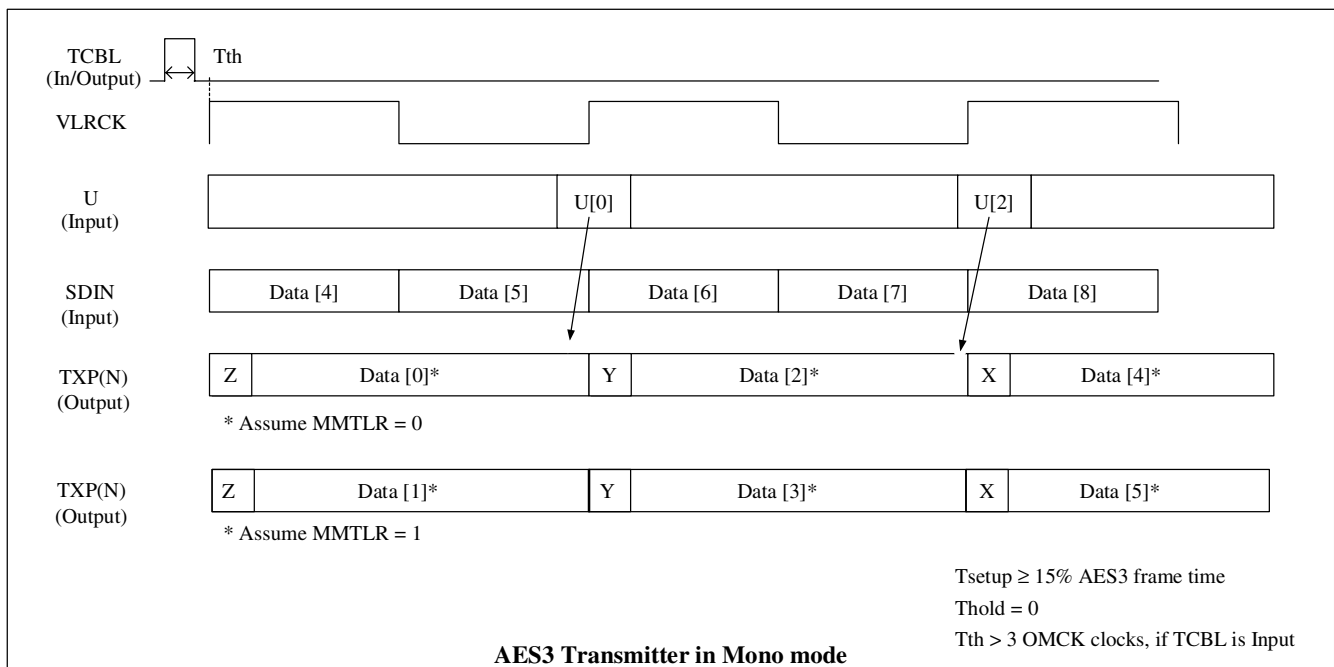 TCBL
(In/Output)
Tth
VLRCK
U
(Input)
U[0]
U[2]
SDIN
(Input)
Data [4]
Data [5]
Data [6]
Data [7]
Data [8]
TXP(N)
(Output)
Z
Data [0]*
Y
Data [2]*
X
Data [4]*
* Assume MMTLR = 0
TXP(N)
(Output)
Z
Data [1]*
Y
Data [3]*
X
Data [5]*
* Assume MMTLR = 1
Tsetup ≥ 15% AES3 frame time
Thold = 0
Tth > 3 OMCK clocks, if TCBL is Input
AES3 Transmitter in Mono mode